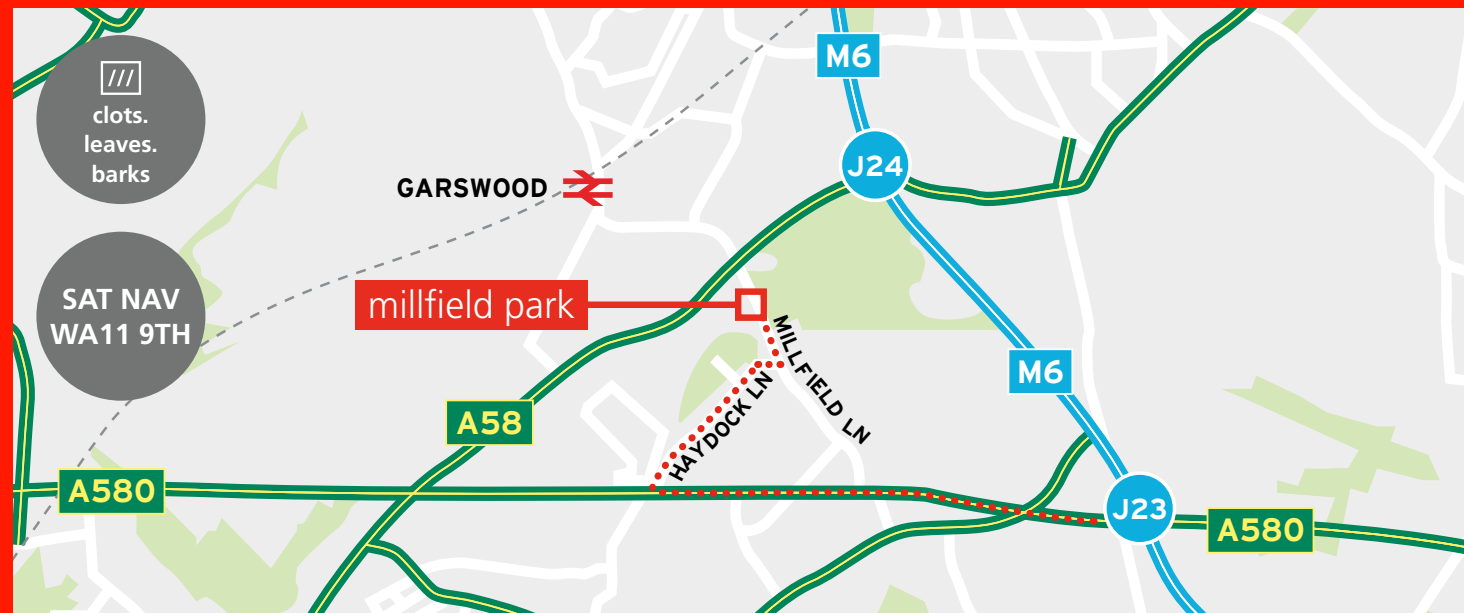 ///
clots.
leaves.
barks
SAT NAV
WA11 9TH
GARSWOOD
millfield park
M6
J24
MILLFIELD LN
HAYDOCK LN
A58
M6
A580
J23
A580